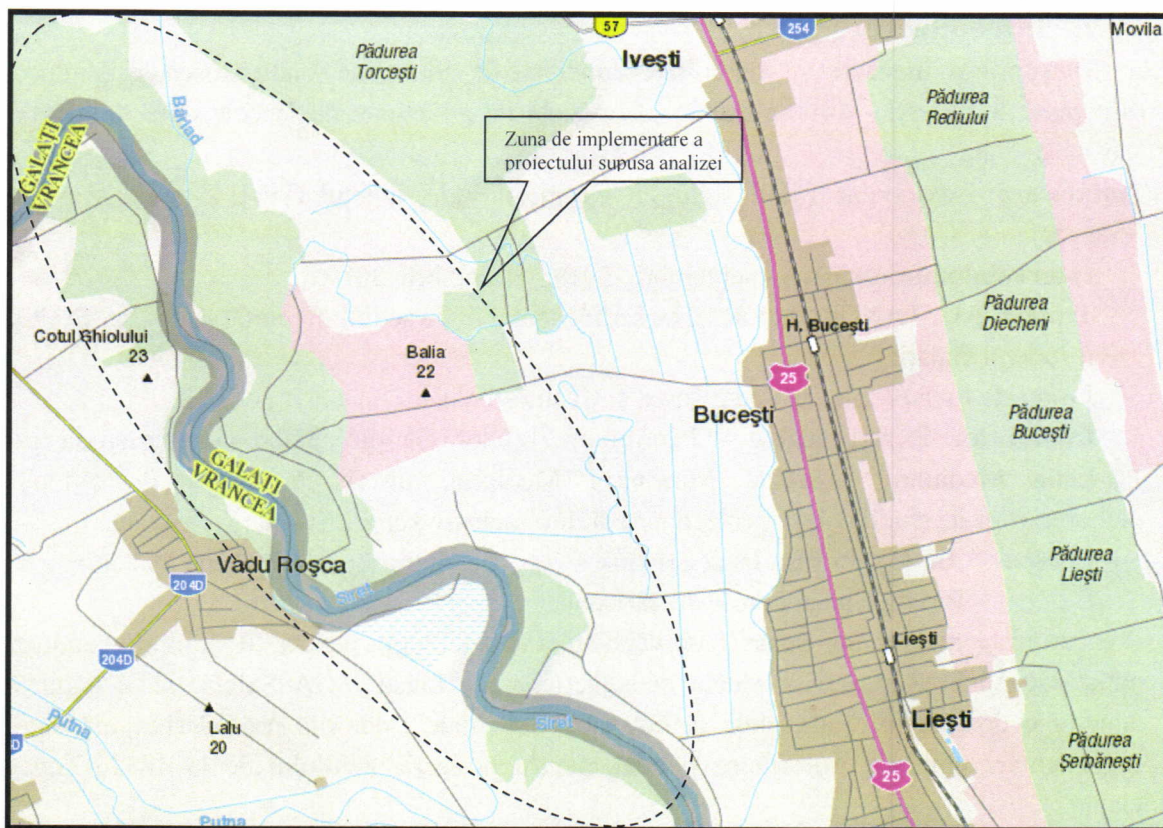 57
254
Movila
Pădurea
Torcești
Ivești
Pădurea
Rediului
Bârlad
GALAȚI
VRANCEA
Zuna de implementare a
proiectului supusa analizei
Pădurea
Diecheni
Cotul Ghiolului
23
Balia
22
H. Bucești
25
Bucești
Pădurea
Bucești
GALAȚI
VRANCEA
Vadu Roșca
204D
Siret
Pădurea
Liești
204D
Liești
Putna
Lalu
20
Siret
Liești
Pădurea
Șerbănești
25
Putna